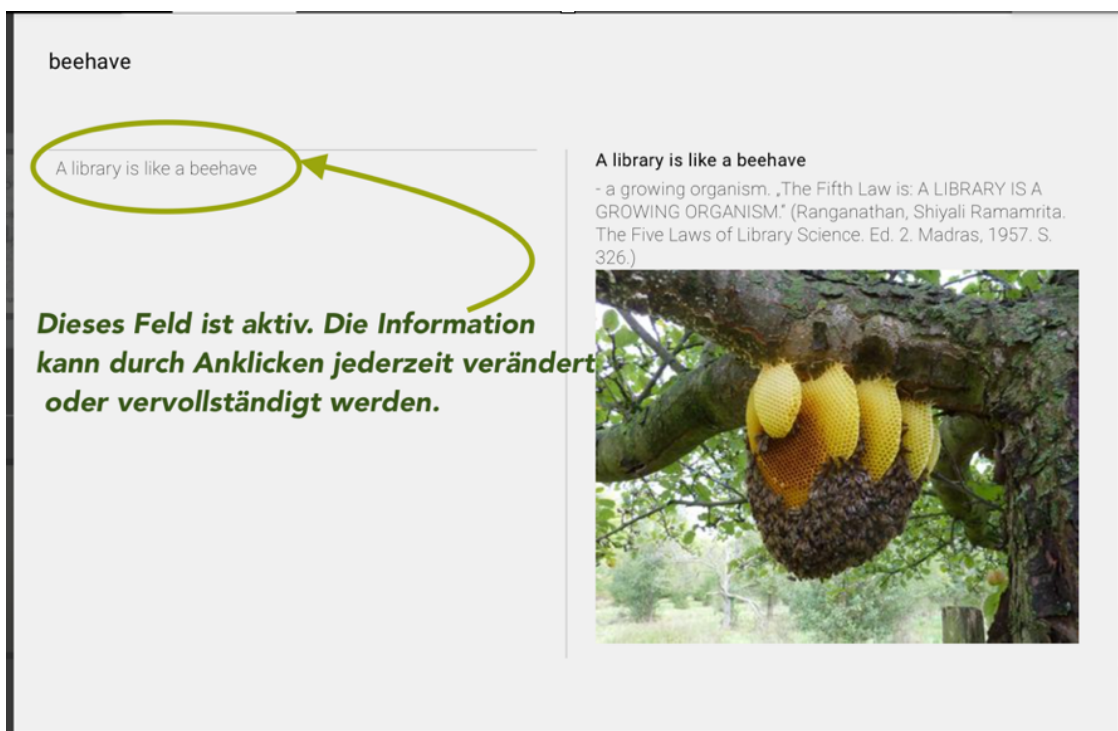 beehave
A library is like a beehave
Dieses Feld ist aktiv. Die Information
kann durch Anklicken jederzeit verändert
oder vervollständigt werden.
A library is like a beehave
- a growing organism. „The Fifth Law is: A LIBRARY IS A
GROWING ORGANISM.“ (Ranganathan, Shiyali Ramamrita.
The Five Laws of Library Science. Ed. 2. Madras, 1957. S.
326.)